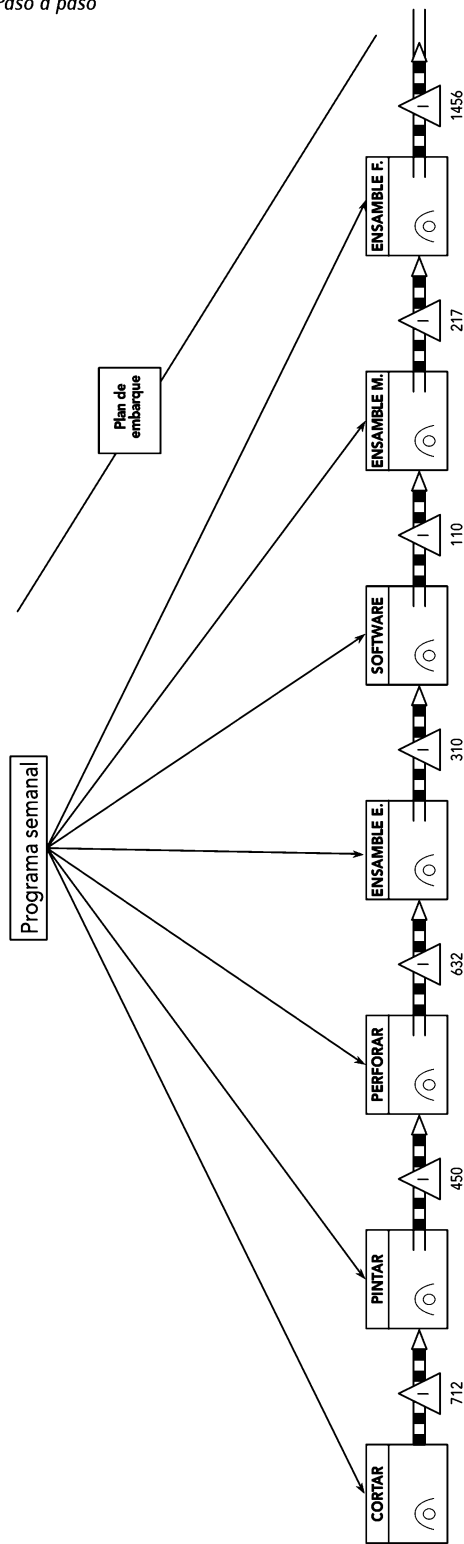 Paso a paso
Programa semanal
Plan de
embarque
CORTAR
PINTAR
PERFORAR
ENSAMBLE E.
SOFTWARE
ENSAMBLE M.
ENSAMBLE F.
I
I
I
I
I
I
I
712
450
632
310
110
217
1456